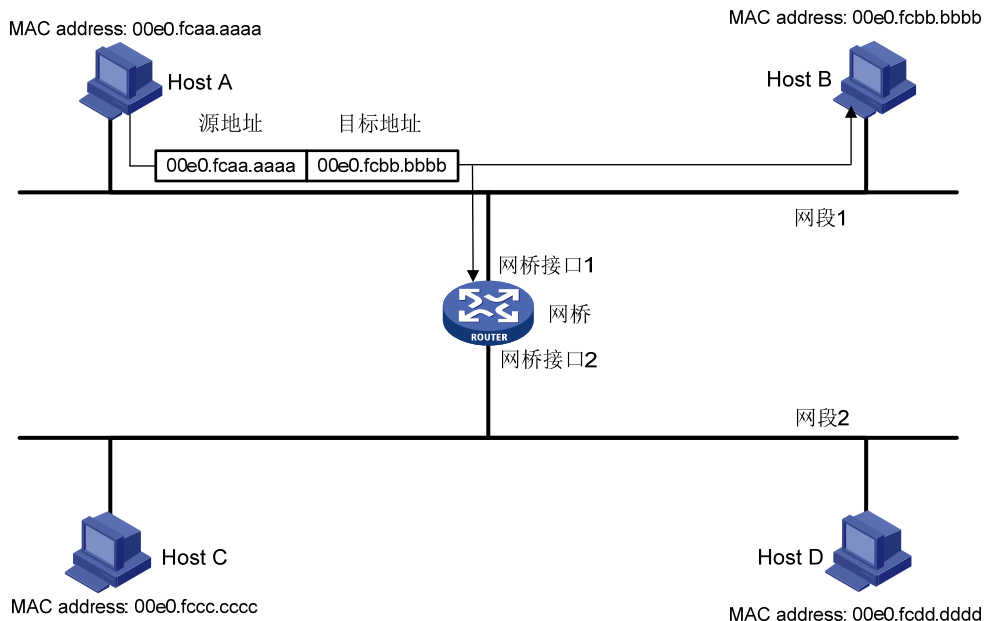 MAC address: 00e0.fcaa.aaaa
MAC address: 00e0.fcbb.bbbb
Host A
Host B
源地址
目标地址
00e0.fcaa.aaaa
00e0.fcbb.bbbb
网段1
网桥接口1
网桥
ROUTER
网桥接口2
网段2
Host C
Host D
MAC address: 00e0.fccc.cccc
MAC address: 00e0.fcdd.dddd